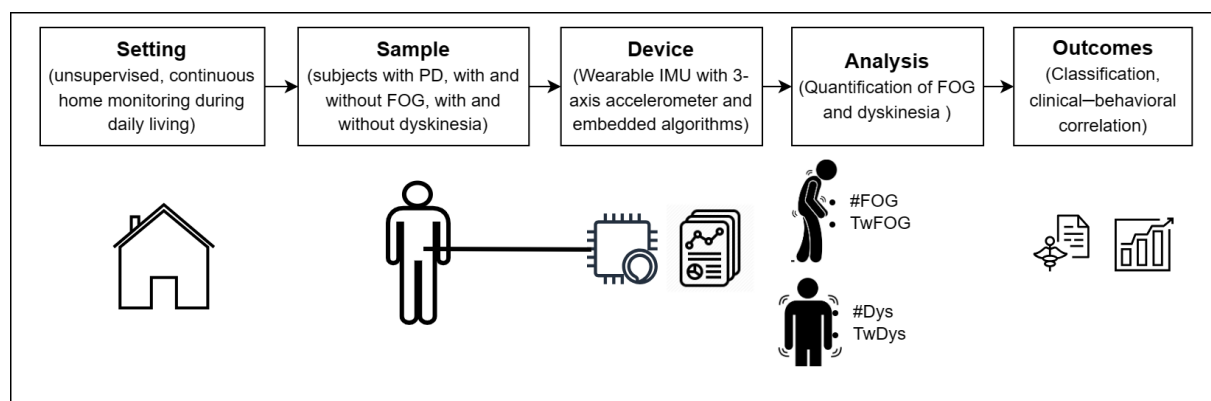 Setting
(unsupervised, continuous
home monitoring during
daily living)
Sample
(subjects with PD, with and
without FOG, with and
without dyskinesia)
Device
(Wearable IMU with 3-
axis accelerometer and
embedded algorithms)
Analysis
(Quantification of FOG
and dyskinesia )
Outcomes
(Classification,
clinical–behavioral
correlation)
• #FOG
• TwFOG
• #Dys
• TwDys